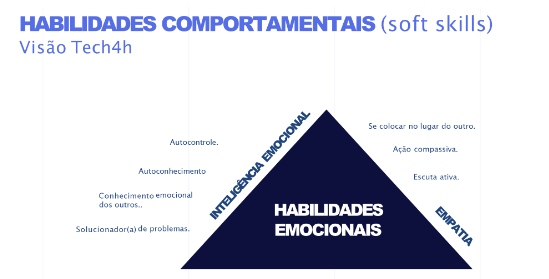 HABILIDADES COMPORTAMENTAIS (soft skills)
Visão Tech4h
Autocontrole.
Autoconhecimento
Conhecimento emocional
dos outros..
Solucionador(a) de problemas.
INTELIGÊNCIA EMOCIONAL
HABILIDADES
EMOCIONAIS
Se colocar no lugar do outro.
Ação compassiva.
Escuta ativa.
EMPATIA